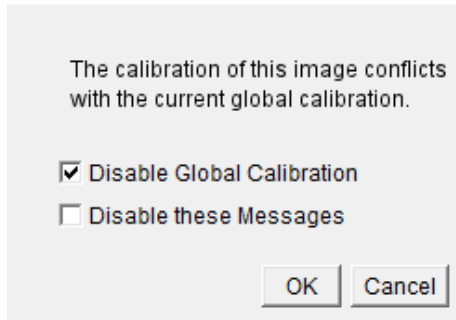 The calibration of this image conflicts
with the current global calibration.
Disable Global Calibration
Disable these Messages
OK Cancel